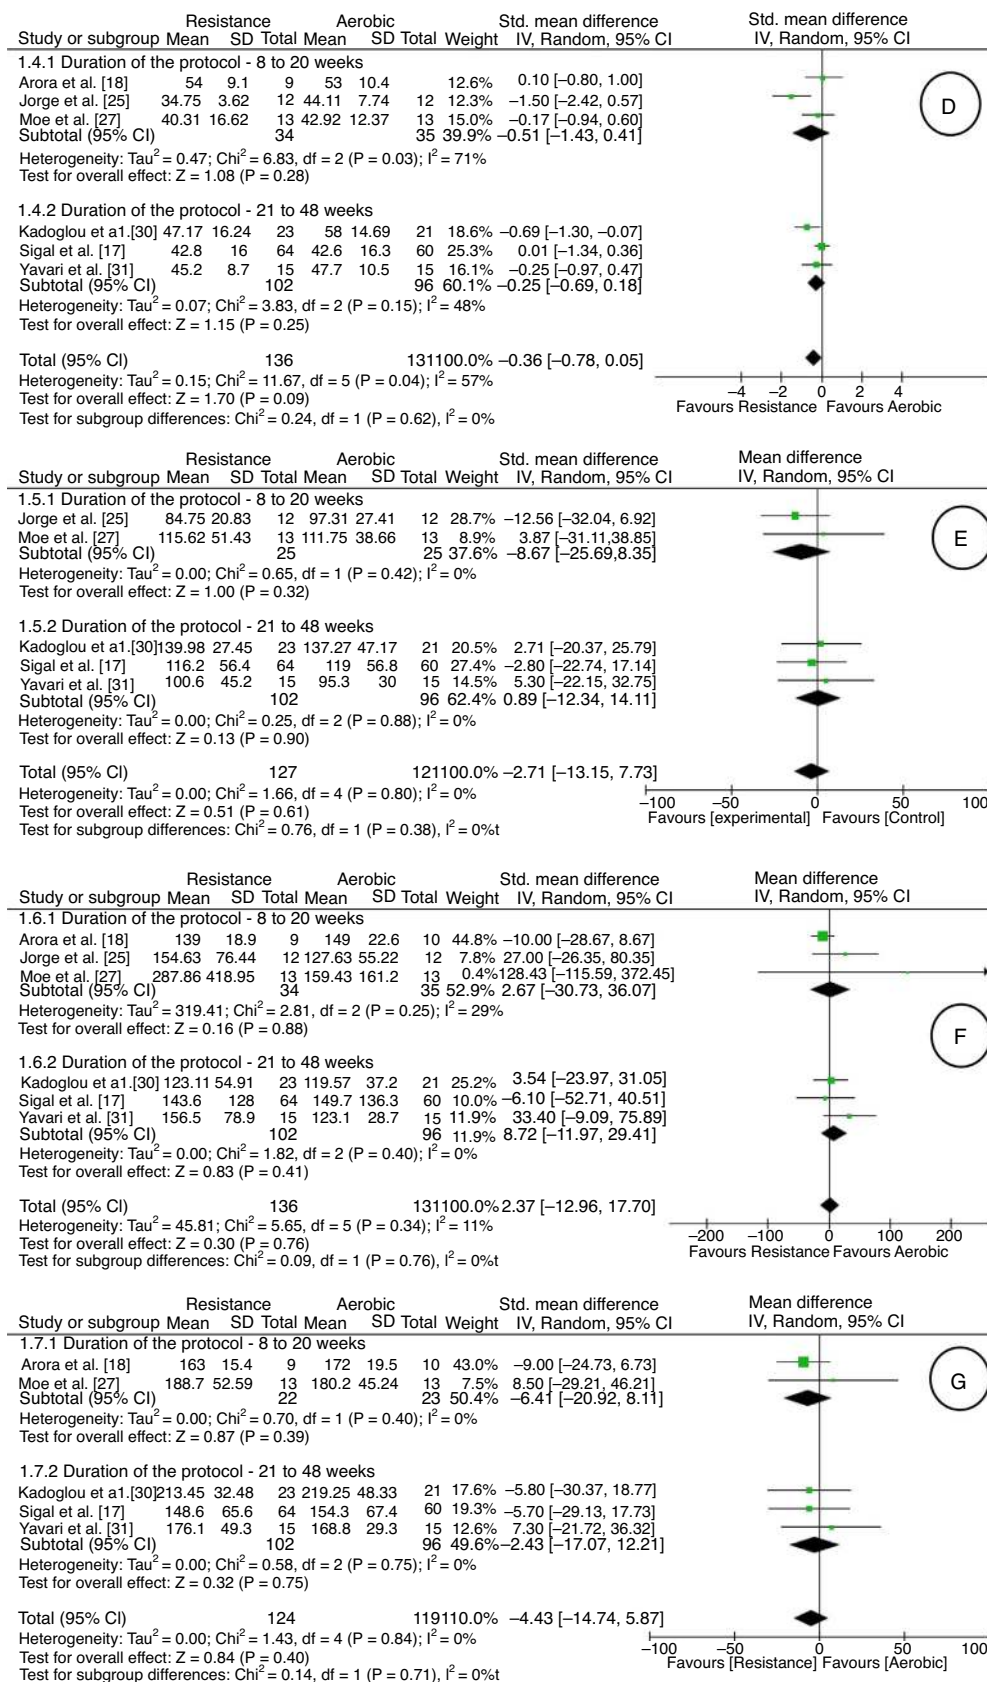 Resistance Aerobic Std. mean difference Std. mean difference
Study or subgroup Mean SD Total Mean SD Total Weight IV, Random, 95% CI IV, Random, 95% CI
1.4.1 Duration of the protocol - 8 to 20 weeks
Arora et al. [18] 54 9.1 9 53 10.4 12.6% 0.10 [−0.80, 1.00]
Jorge et al. [25] 34.75 3.62 12 44.11 7.74 12 12.3% −1.50 [−2.42, 0.57]
Moe et al. [27] 40.31 16.62 13 42.92 12.37 13 15.0% −0.17 [−0.94, 0.60]
Subtotal (95% CI) 34 35 39.9% −0.51 [−1.43, 0.41]
Heterogeneity: Tau² = 0.47; Chi² = 6.83, df = 2 (P = 0.03); I² = 71%
Test for overall effect: Z = 1.08 (P = 0.28)
D
1.4.2 Duration of the protocol - 21 to 48 weeks
Kadoglou et a1.[30] 47.17 16.24 23 58 14.69 21 18.6% −0.69 [−1.30, −0.07]
Sigal et al. [17] 42.8 16 64 42.6 16.3 60 25.3% 0.01 [−1.34, 0.36]
Yavari et al. [31] 45.2 8.7 15 47.7 10.5 15 16.1% −0.25 [−0.97, 0.47]
Subtotal (95% CI) 102 96 60.1% −0.25 [−0.69, 0.18]
Heterogeneity: Tau² = 0.07; Chi² = 3.83, df = 2 (P = 0.15); I² = 48%
Test for overall effect: Z = 1.15 (P = 0.25)
Total (95% CI) 136 131100.0% −0.36 [−0.78, 0.05]
Heterogeneity: Tau² = 0.15; Chi² = 11.67, df = 5 (P = 0.04); I² = 57%
Test for overall effect: Z = 1.70 (P = 0.09)
Test for subgroup differences: Chi² = 0.24, df = 1 (P = 0.62), I² = 0%
−4 −2 0 2 4
Favours Resistance Favours Aerobic
Resistance Aerobic Std. mean difference Mean difference
Study or subgroup Mean SD Total Mean SD Total Weight IV, Random, 95% CI IV, Random, 95% CI
1.5.1 Duration of the protocol - 8 to 20 weeks
Jorge et al. [25] 84.75 20.83 12 97.31 27.41 12 28.7% −12.56 [−32.04, 6.92]
Moe et al. [27] 115.62 51.43 13 111.75 38.66 13 8.9% 3.87 [−31.11,38.85]
Subtotal (95% CI) 25 25 37.6% −8.67 [−25.69,8.35]
Heterogeneity: Tau² = 0.00; Chi² = 0.65, df = 1 (P = 0.42); I² = 0%
Test for overall effect: Z = 1.00 (P = 0.32)
E
1.5.2 Duration of the protocol - 21 to 48 weeks
Kadoglou et a1.[30]139.98 27.45 23 137.27 47.17 21 20.5% 2.71 [−20.37, 25.79]
Sigal et al. [17] 116.2 56.4 64 119 56.8 60 27.4% −2.80 [−22.74, 17.14]
Yavari et al. [31] 100.6 45.2 15 95.3 30 15 14.5% 5.30 [−22.15, 32.75]
Subtotal (95% CI) 102 96 62.4% 0.89 [−12.34, 14.11]
Heterogeneity: Tau² = 0.00; Chi² = 0.25, df = 2 (P = 0.88); I² = 0%
Test for overall effect: Z = 0.13 (P = 0.90)
Total (95% CI) 127 121100.0% −2.71 [−13.15, 7.73]
Heterogeneity: Tau² = 0.00; Chi² = 1.66, df = 4 (P = 0.80); I² = 0%
Test for overall effect: Z = 0.51 (P = 0.61)
Test for subgroup differences: Chi² = 0.76, df = 1 (P = 0.38), I² = 0%t
−100 −50 0 50 100
Favours [experimental] Favours [Control]
Resistance Aerobic Std. mean difference Mean difference
Study or subgroup Mean SD Total Mean SD Total Weight IV, Random, 95% CI IV, Random, 95% CI
1.6.1 Duration of the protocol - 8 to 20 weeks
Arora et al. [18] 139 18.9 9 149 22.6 10 44.8% −10.00 [−28.67, 8.67]
Jorge et al. [25] 154.63 76.44 12 127.63 55.22 12 7.8% 27.00 [−26.35, 80.35]
Moe et al. [27] 287.86 418.95 13 159.43 161.2 13 0.4%128.43 [−115.59, 372.45]
Subtotal (95% CI) 34 35 52.9% 2.67 [−30.73, 36.07]
Heterogeneity: Tau² = 319.41; Chi² = 2.81, df = 2 (P = 0.25); I² = 29%
Test for overall effect: Z = 0.16 (P = 0.88)
F
1.6.2 Duration of the protocol - 21 to 48 weeks
Kadoglou et a1.[30] 123.11 54.91 23 119.57 37.2 21 25.2% 3.54 [−23.97, 31.05]
Sigal et al. [17] 143.6 128 64 149.7 136.3 60 10.0% −6.10 [−52.71, 40.51]
Yavari et al. [31] 156.5 78.9 15 123.1 28.7 15 11.9% 33.40 [−9.09, 75.89]
Subtotal (95% CI) 102 96 11.9% 8.72 [−11.97, 29.41]
Heterogeneity: Tau² = 0.00; Chi² = 1.82, df = 2 (P = 0.40); I² = 0%
Test for overall effect: Z = 0.83 (P = 0.41)
Total (95% CI) 136 131100.0% 2.37 [−12.96, 17.70]
Heterogeneity: Tau² = 45.81; Chi² = 5.65, df = 5 (P = 0.34); I² = 11%
Test for overall effect: Z = 0.30 (P = 0.76)
Test for subgroup differences: Chi² = 0.09, df = 1 (P = 0.76), I² = 0%t
−200 −100 0 100 200
Favours Resistance Favours Aerobic
Resistance Aerobic Std. mean difference Mean difference
Study or subgroup Mean SD Total Mean SD Total Weight IV, Random, 95% CI IV, Random, 95% CI
1.7.1 Duration of the protocol - 8 to 20 weeks
Arora et al. [18] 163 15.4 9 172 19.5 10 43.0% −9.00 [−24.73, 6.73]
Moe et al. [27] 188.7 52.59 13 180.2 45.24 13 7.5% 8.50 [−29.21, 46.21]
Subtotal (95% CI) 22 23 50.4% −6.41 [−20.92, 8.11]
Heterogeneity: Tau² = 0.00; Chi² = 0.70, df = 1 (P = 0.40); I² = 0%
Test for overall effect: Z = 0.87 (P = 0.39)
G
1.7.2 Duration of the protocol - 21 to 48 weeks
Kadoglou et a1.[30]213.45 32.48 23 219.25 48.33 21 17.6% −5.80 [−30.37, 18.77]
Sigal et al. [17] 148.6 65.6 64 154.3 67.4 60 19.3% −5.70 [−29.13, 17.73]
Yavari et al. [31] 176.1 49.3 15 168.8 29.3 15 12.6% 7.30 [−21.72, 36.32]
Subtotal (95% CI) 102 96 49.6% −2.43 [−17.07, 12.21]
Heterogeneity: Tau² = 0.00; Chi² = 0.58, df = 2 (P = 0.75); I² = 0%
Test for overall effect: Z = 0.32 (P = 0.75)
Total (95% CI) 124 119110.0% −4.43 [−14.74, 5.87]
Heterogeneity: Tau² = 0.00; Chi² = 1.43, df = 4 (P = 0.84); I² = 0%
Test for overall effect: Z = 0.84 (P = 0.40)
Test for subgroup differences: Chi² = 0.14, df = 1 (P = 0.71), I² = 0%t
−100 −50 0 50 100
Favours [Resistance] Favours [Aerobic]